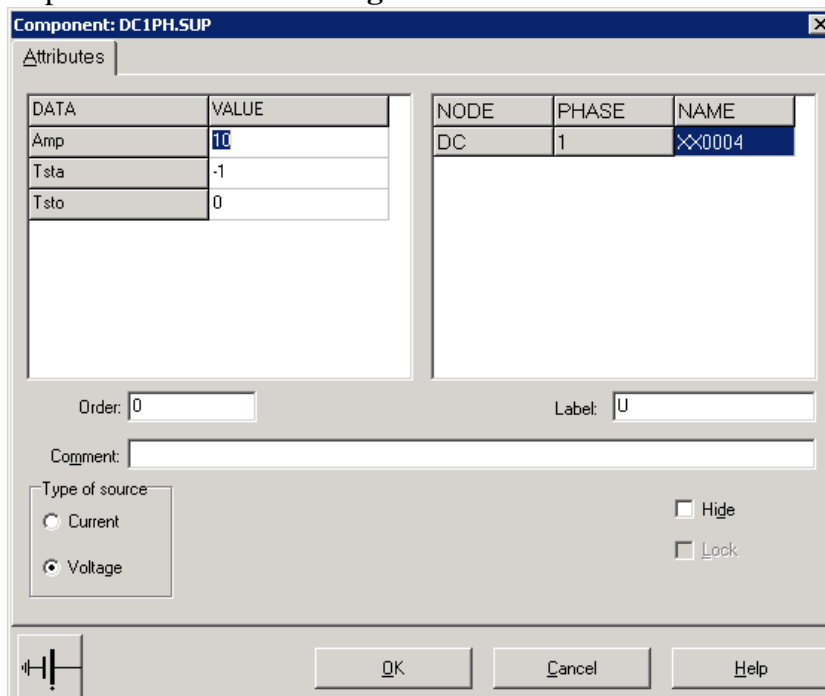 Component: DC1PH.SUP
Attributes
DATA VALUE
Amp 10
Tsta -1
Tsto 0
NODE PHASE NAME
DC 1 XX0004
Order: 0
Label: U
Comment:
Type of source
Current
Voltage
Hide
Lock
OK
Cancel
Help